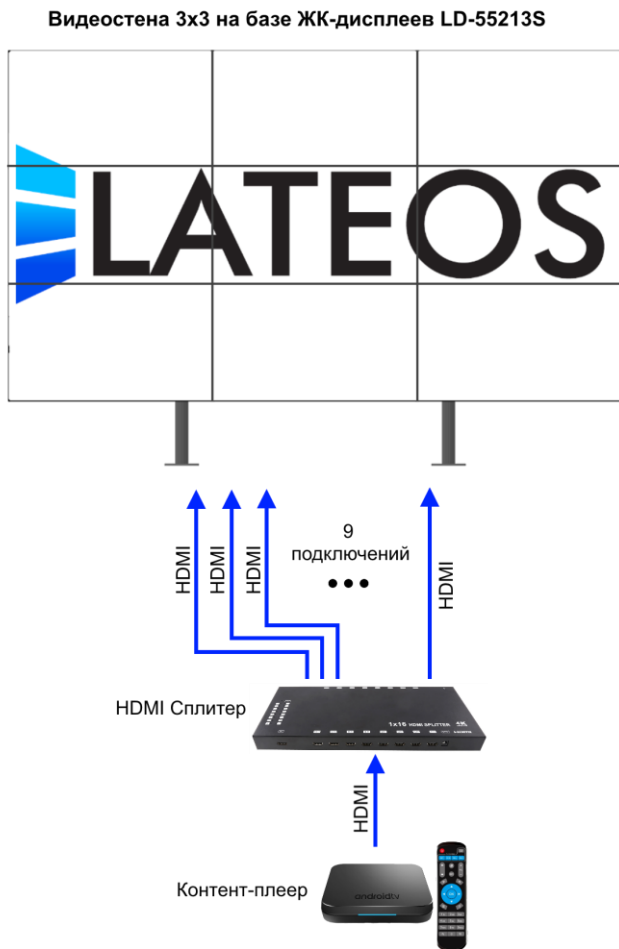 Видеостена 3х3 на базе ЖК-дисплеев LD-55213S
LATEOS
9
подключений
HDMI
HDMI
HDMI
HDMI
HDMI Сплитер
1x16 HDMI SPLITTER
4K
HDMI
Контент-плеер
androidtv